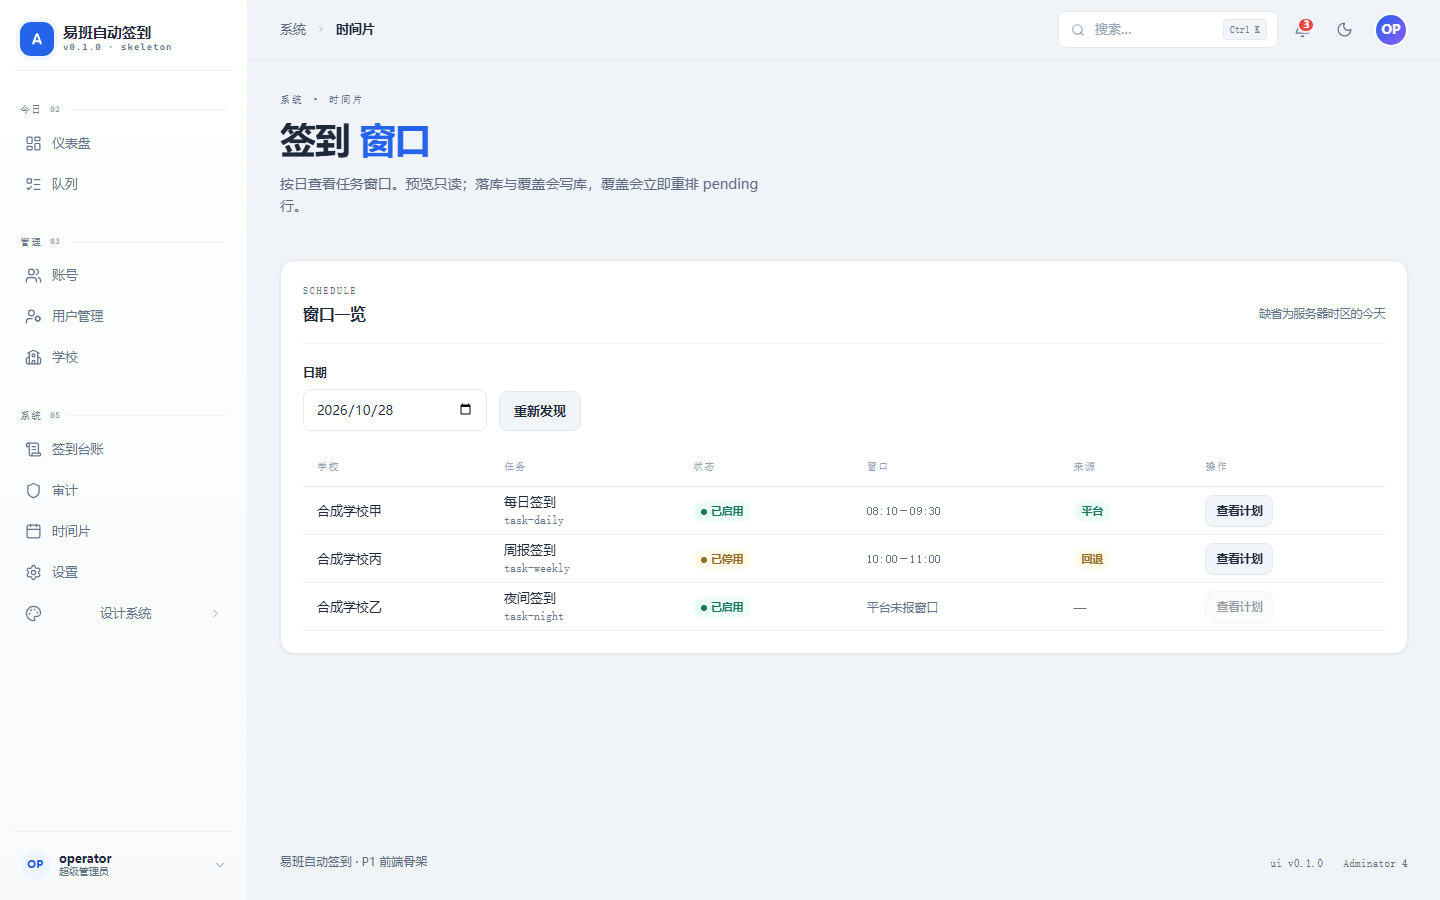 A
易班自动签到
v0.1.0 · skeleton
今日 02
仪表盘
队列
管理 03
账号
用户管理
学校
系统 05
签到台账
审计
时间片
设置
设计系统
OP
operator
超级管理员
系统 > 时间片
搜索... Ctrl K
3
OP
系统 • 时间片
签到 窗口
按日查看任务窗口。预览只读；落库与覆盖会写库，覆盖会立即重排 pending
行。
SCHEDULE
窗口一览
缺省为服务器时区的今天
日期
2026/10/28
重新发现
学校 任务 状态 窗口 来源 操作
合成学校甲 每日签到 已启用 08:10－09:30 平台 查看计划
task-daily
合成学校丙 周报签到 已停用 10:00－11:00 回退 查看计划
task-weekly
合成学校乙 夜间签到 已启用 平台未报窗口 — 查看计划
task-night
易班自动签到 · P1 前端骨架
ui v0.1.0 Adminator 4